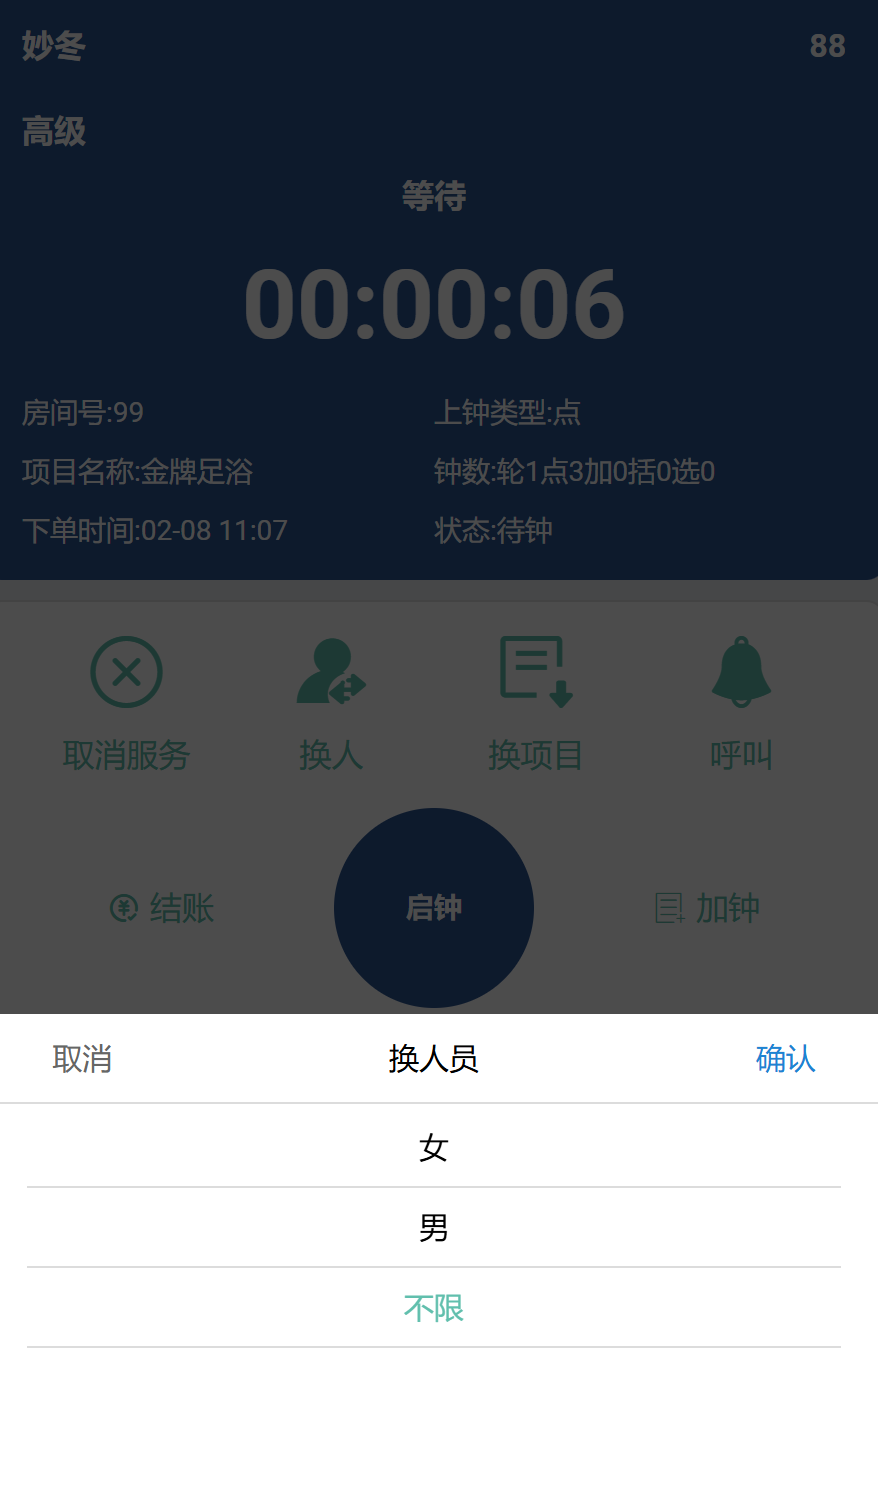 妙冬 88
高级
等待
00:00:06
房间号:99 上钟类型:点
项目名称:金牌足浴 钟数:轮1点3加0括0选0
下单时间:02-08 11:07 状态:待钟
取消服务 换人 换项目 呼叫
结账 启钟 加钟
取消 换人员 确认
女
男
不限